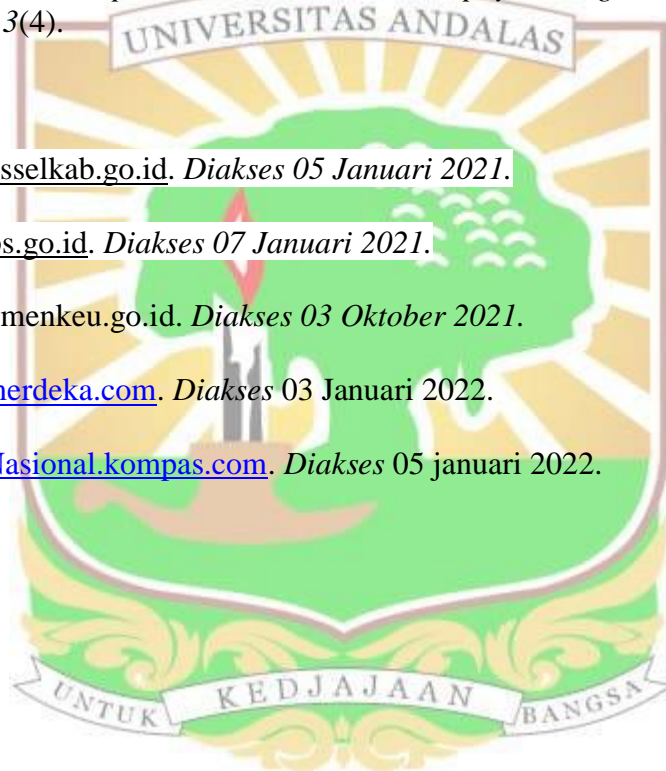 3(4).
UNIVERSITAS ANDALAS
sselkab.go.id. Diakses 05 Januari 2021.
s.go.id. Diakses 07 Januari 2021.
menkeu.go.id. Diakses 03 Oktober 2021.
nerdeka.com. Diakses 03 Januari 2022.
Nasional.kompas.com. Diakses 05 januari 2022.
UNTUK KEDJAJAAN BANGSA